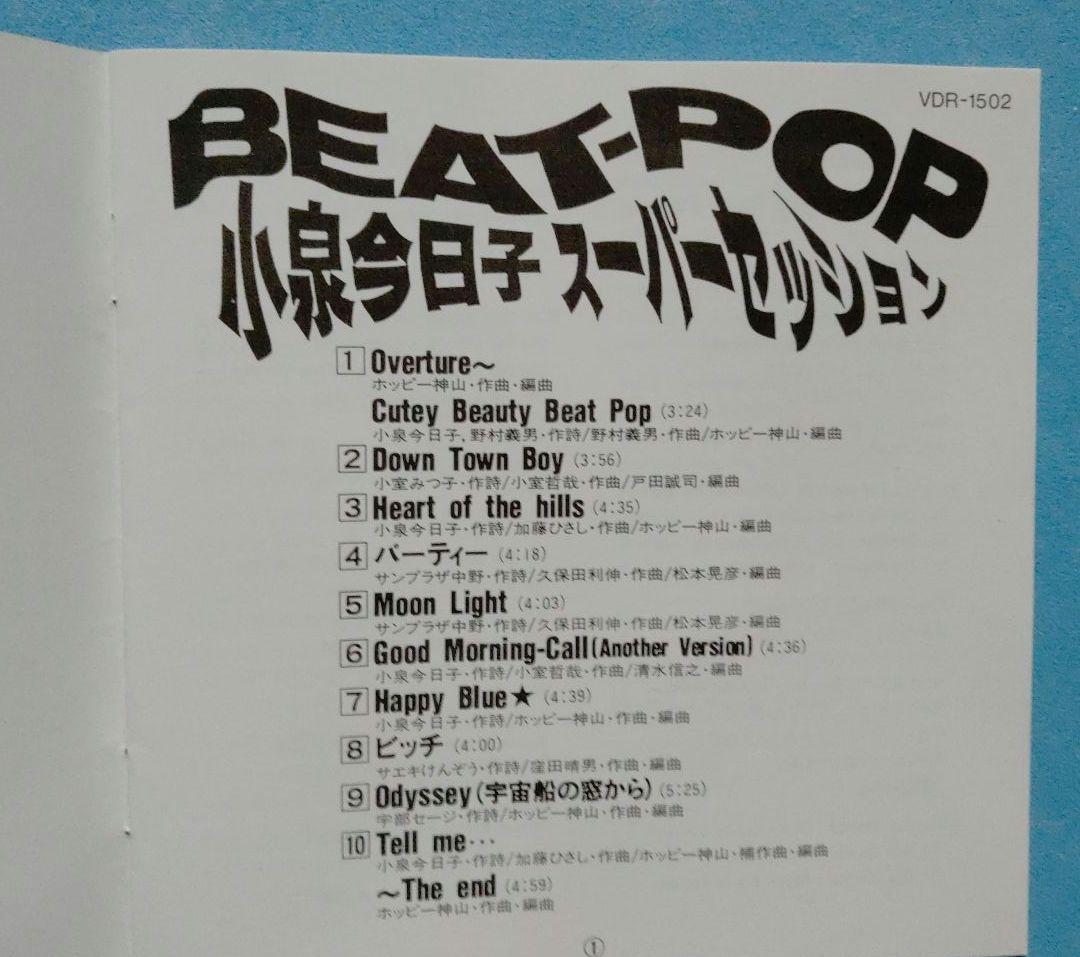 VDR-1502
BEAT-POP
小泉今日子 スーパーセッション
1 Overture〜
ホッピー神山・作曲・編曲
Cutey Beauty Beat Pop (3:24)
小泉今日子, 野村義男・作詩/野村義男・作曲/ホッピー神山・編曲
2 Down Town Boy (3:56)
小室みつ子・作詩/小室哲哉・作曲/戸田誠司・編曲
3 Heart of the hills (4:35)
小泉今日子・作詩/加藤ひさし・作曲/ホッピー神山・編曲
4 パーティー (4:18)
サンプラザ中野・作詩/久保田利伸・作曲/松本晃彦・編曲
5 Moon Light (4:03)
サンプラザ中野・作詩/久保田利伸・作曲/松本晃彦・編曲
6 Good Morning-Call(Another Version) (4:36)
小泉今日子・作詩/小室哲哉・作曲/清水信之・編曲
7 Happy Blue★ (4:39)
小泉今日子・作詩/ホッピー神山・作曲・編曲
8 ビッチ (4:00)
サエキけんぞう・作詩/窪田晴男・作曲・編曲
9 Odyssey(宇宙船の窓から) (5:25)
宇部セージ・作詩/ホッピー神山・作曲・編曲
10 Tell me…
小泉今日子・作詩/加藤ひさし・作曲/ホッピー神山・補作曲・編曲
〜The end (4:59)
ホッピー神山・作曲・編曲
①